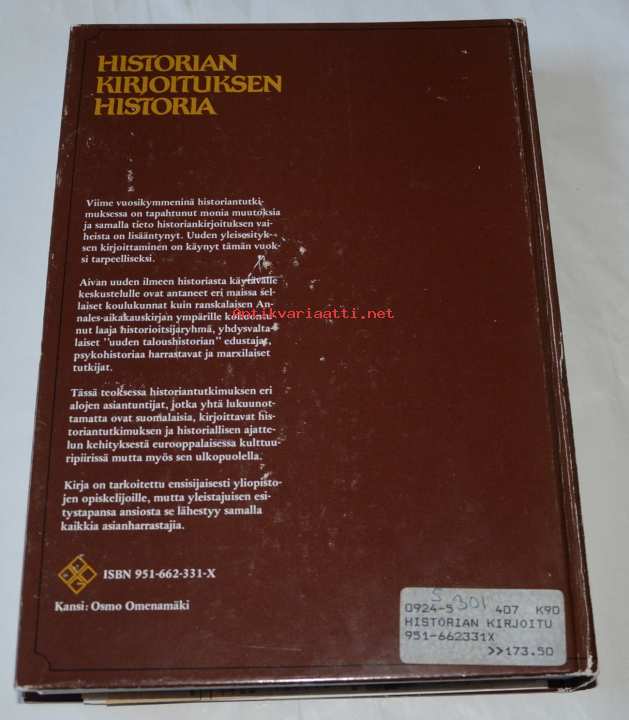 HISTORIAN
KIRJOITUKSEN
HISTORIA
Viime vuosikymmeninä historiantutki-
muksessa on tapahtunut monia muutoksia
ja samalla tieto historiankirjoituksen vai-
heista on lisääntynyt. Uuden yleisesityk-
sen kirjoittaminen on käynyt tämän vuok-
si tarpeelliseksi.
Aivan uuden ilmeen historiasta käytävälle
keskustelulle ovat antaneet eri maissa sel-
laiset koulukunnat kuin ranskalaisen An-
nales-aikakauskirjan ympärille kokoontu-
nut laaja historioitsijaryhmä, yhdysvalta-
laiset "uuden taloushistorian" edustajat,
psykohistoriaa harrastavat ja marxilaiset
tutkijat.
Antikvariaatti.net
Tässä teoksessa historiantutkimuksen eri
alojen asiantuntijat, jotka yhtä lukuunot-
tamatta ovat suomalaisia, kirjoittavat his-
toriantutkimuksen ja historiallisen ajatte-
lun kehityksestä eurooppalaisessa kulttuu-
ripiirissä mutta myös sen ulkopuolella.
Kirja on tarkoitettu ensisijaisesti yliopisto-
jen opiskelijoille, mutta yleistajuisen esi-
tystapansa ansiosta se lähestyy samalla
kaikkia asianharrastajia.
ISBN 951-662-331-X
Kansi: Osmo Omenamäki
S 301
0924-5 407 K90
HISTORIAN KIRJOITU
951-662331X
>>173.50